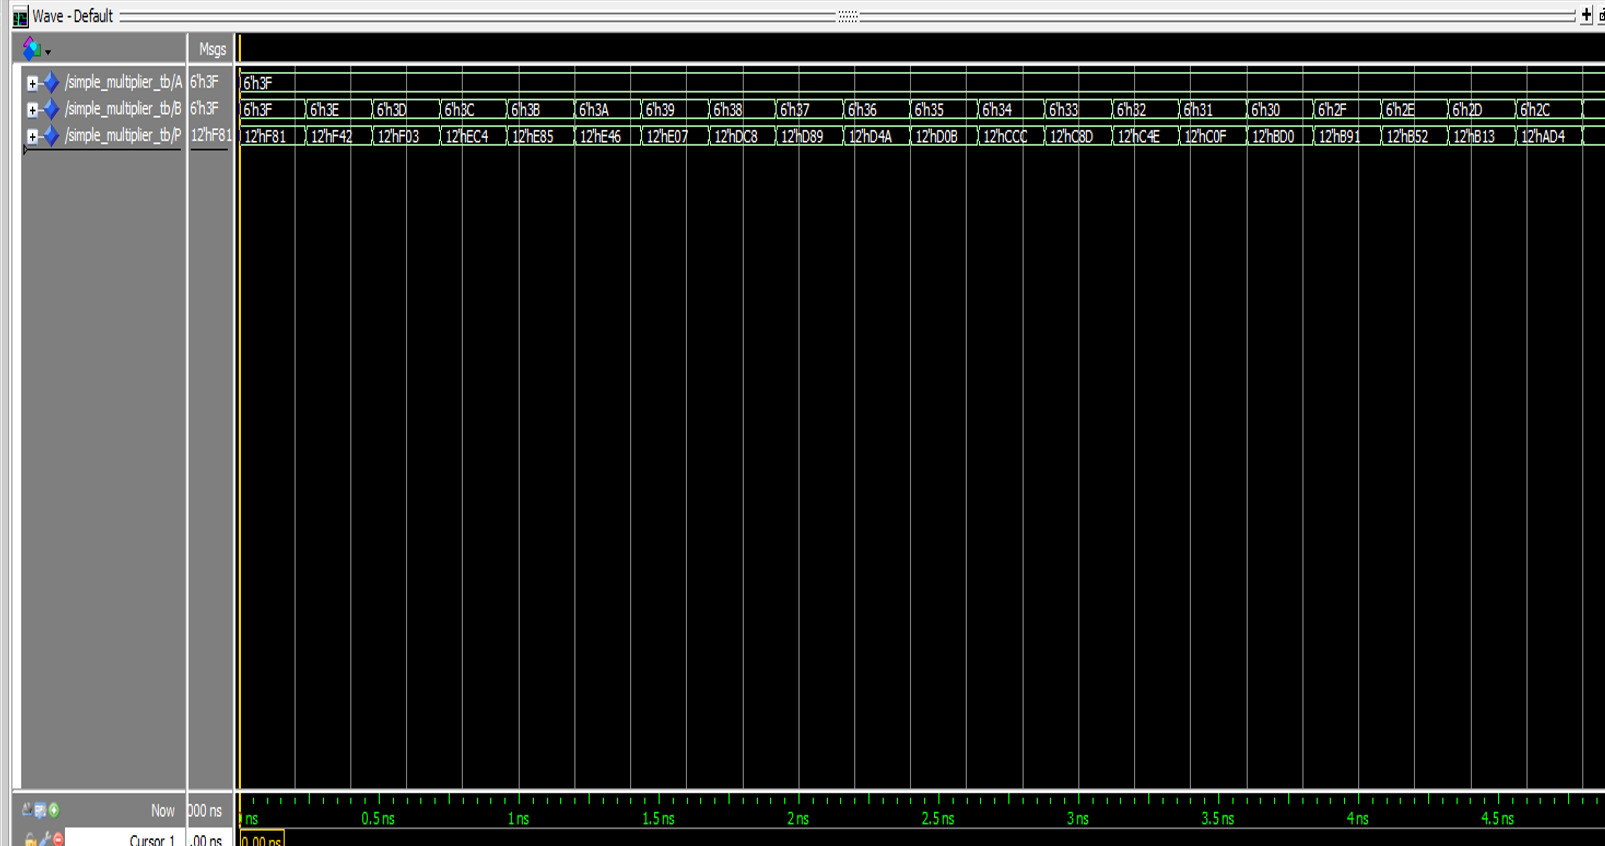 Wave - Default
Msgs
/simple_multiplier_tb/A 6'h3F 6'h3F
/simple_multiplier_tb/B 6'h3F 6'h3F 6'h3E 6'h3D 6'h3C 6'h3B 6'h3A 6'h39 6'h38 6'h37 6'h36 6'h35 6'h34 6'h33 6'h32 6'h31 6'h30 6'h2F 6'h2E 6'h2D 6'h2C
/simple_multiplier_tb/P 12'hF81 12'hF81 12'hF42 12'hF03 12'hEC4 12'hE85 12'hE46 12'hE07 12'hDC8 12'hD89 12'hD4A 12'hD0B 12'hCCC 12'hC8D 12'hC4E 12'hC0F 12'hBD0 12'hB91 12'hB52 12'hB13 12'hAD4
Now 000 ns ns 0.5 ns 1 ns 1.5 ns 2 ns 2.5 ns 3 ns 3.5 ns 4 ns 4.5 ns
Cursor 1 .00 ns 0.00 ns